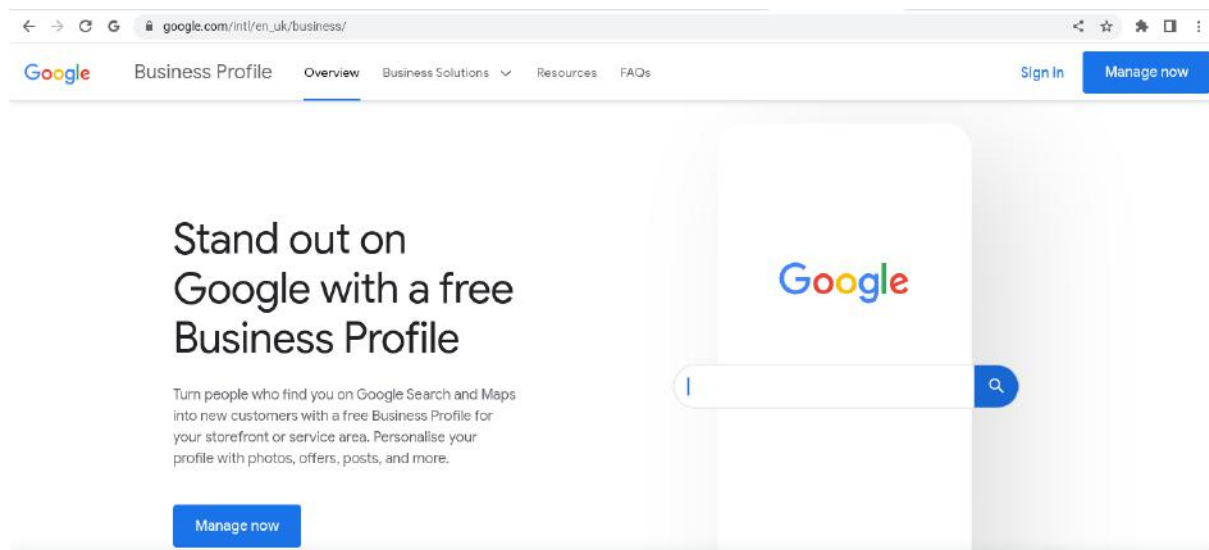 google.com/intl/en_uk/business/
Google Business Profile Overview Business Solutions Resources FAQs Sign in Manage now
Stand out on
Google with a free
Business Profile
Turn people who find you on Google Search and Maps
into new customers with a free Business Profile for
your storefront or service area. Personalise your
profile with photos, offers, posts, and more.
Manage now
Google